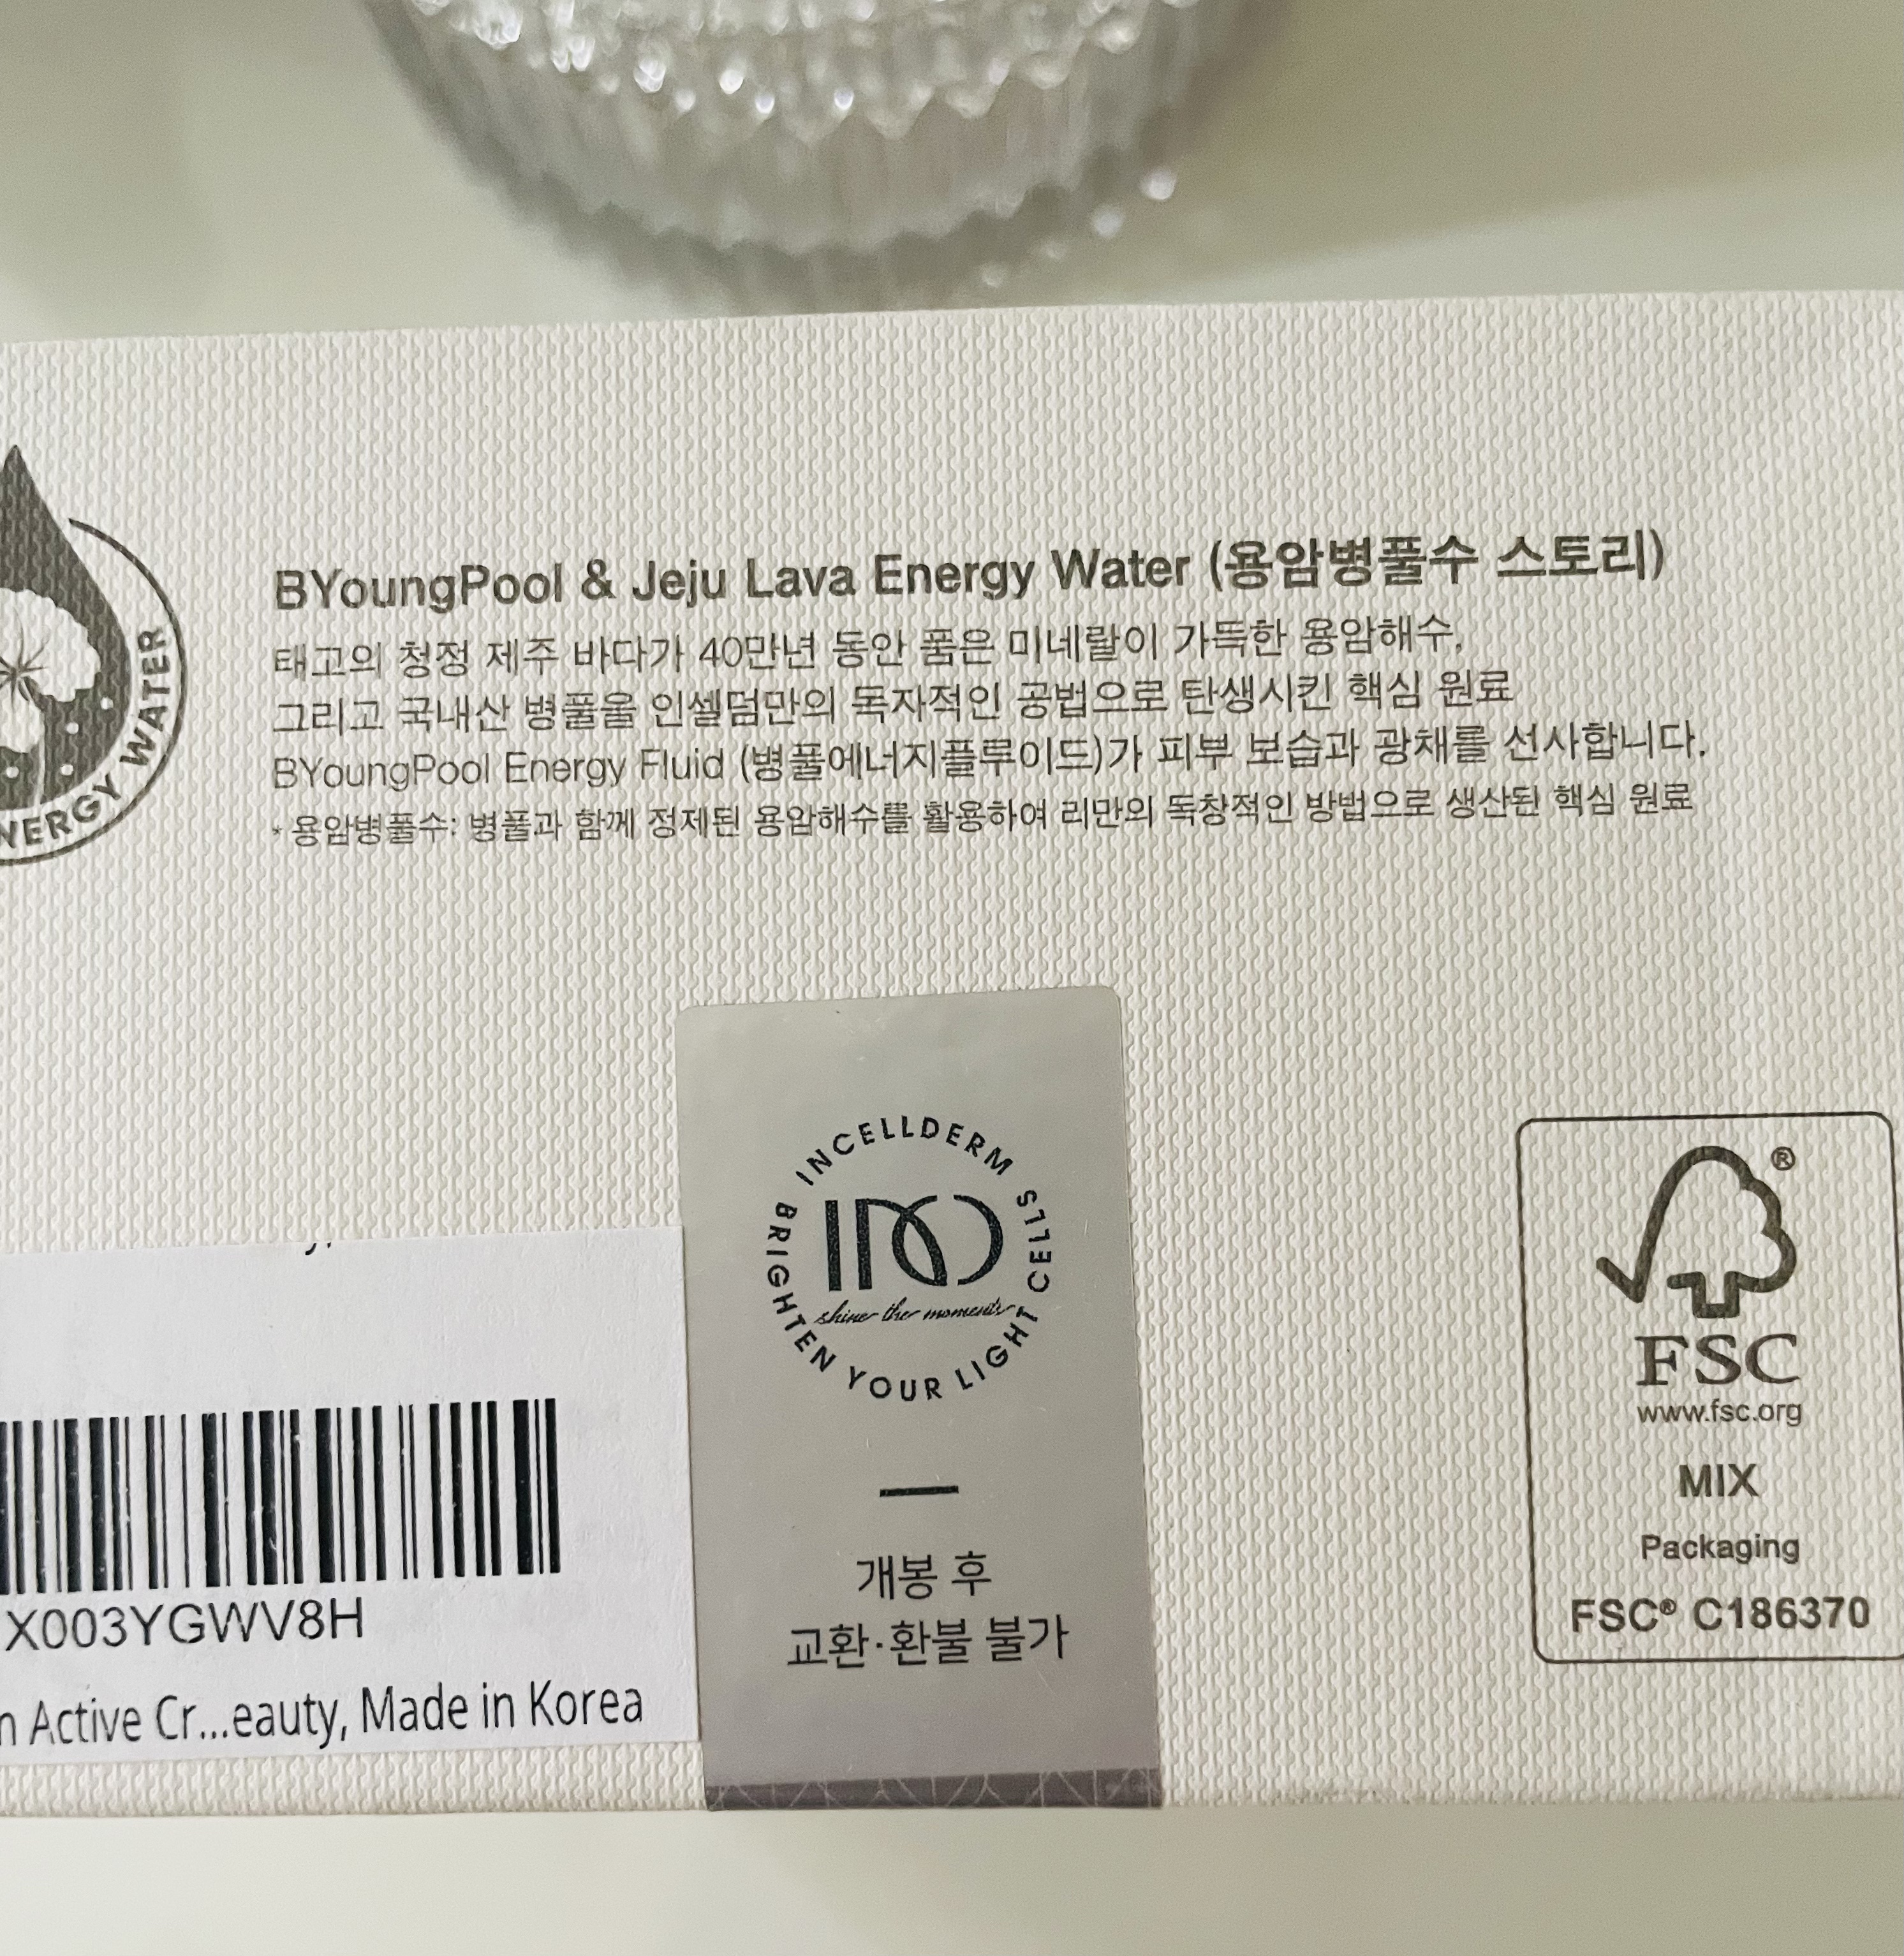 BYoungPool & Jeju Lava Energy Water (용암병풀수 스토리)
태고의 청정 제주 바다가 40만년 동안 품은 미네랄이 가득한 용암해수,
그리고 국내산 병풀을 인셀덤만의 독자적인 공법으로 탄생시킨 핵심 원료
BYoungPool Energy Fluid (병풀에너지플루이드)가 피부 보습과 광채를 선사합니다.
* 용암병풀수: 병풀과 함께 정제된 용암해수를 활용하여 리만의 독창적인 방법으로 생산된 핵심 원료
NERGY WATER
INCELLDERM CELLS
BRIGHTEN YOUR LIGHT
shine the moments
개봉 후
교환·환불 불가
X003YGWV8H
n Active Cr...eauty, Made in Korea
®
FSC
www.fsc.org
MIX
Packaging
FSC® C186370